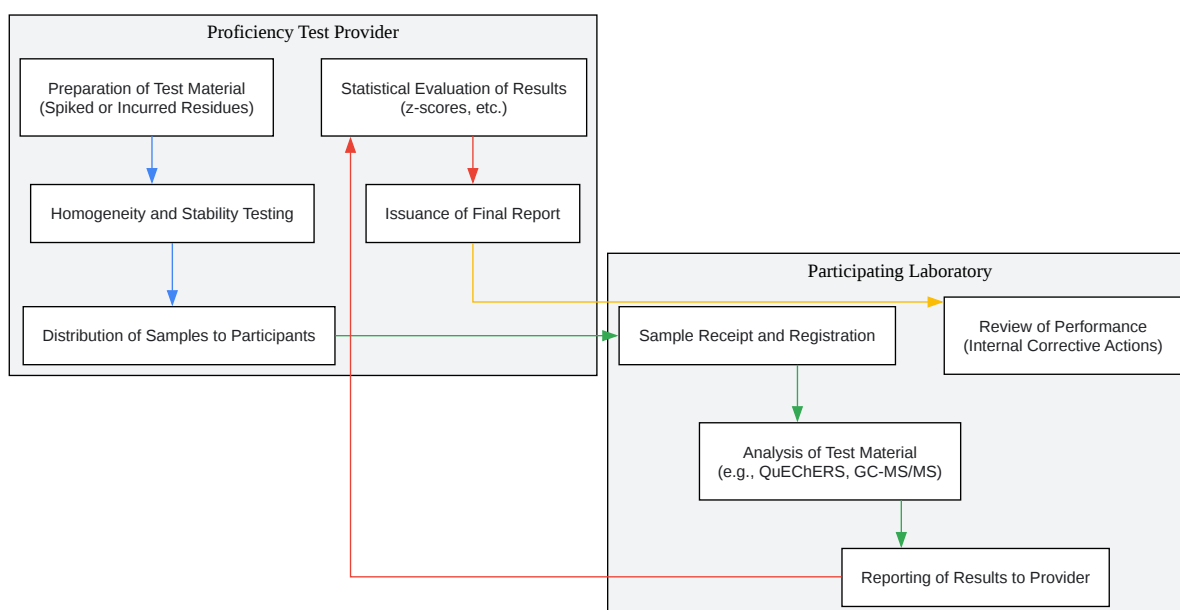 Proficiency Test Provider
Preparation of Test Material
(Spiked or Incurred Residues)
Statistical Evaluation of Results
(z-scores, etc.)
Homogeneity and Stability Testing
Issuance of Final Report
Distribution of Samples to Participants
Participating Laboratory
Sample Receipt and Registration
Review of Performance
(Internal Corrective Actions)
Analysis of Test Material
(e.g., QuEChERS, GC-MS/MS)
Reporting of Results to Provider